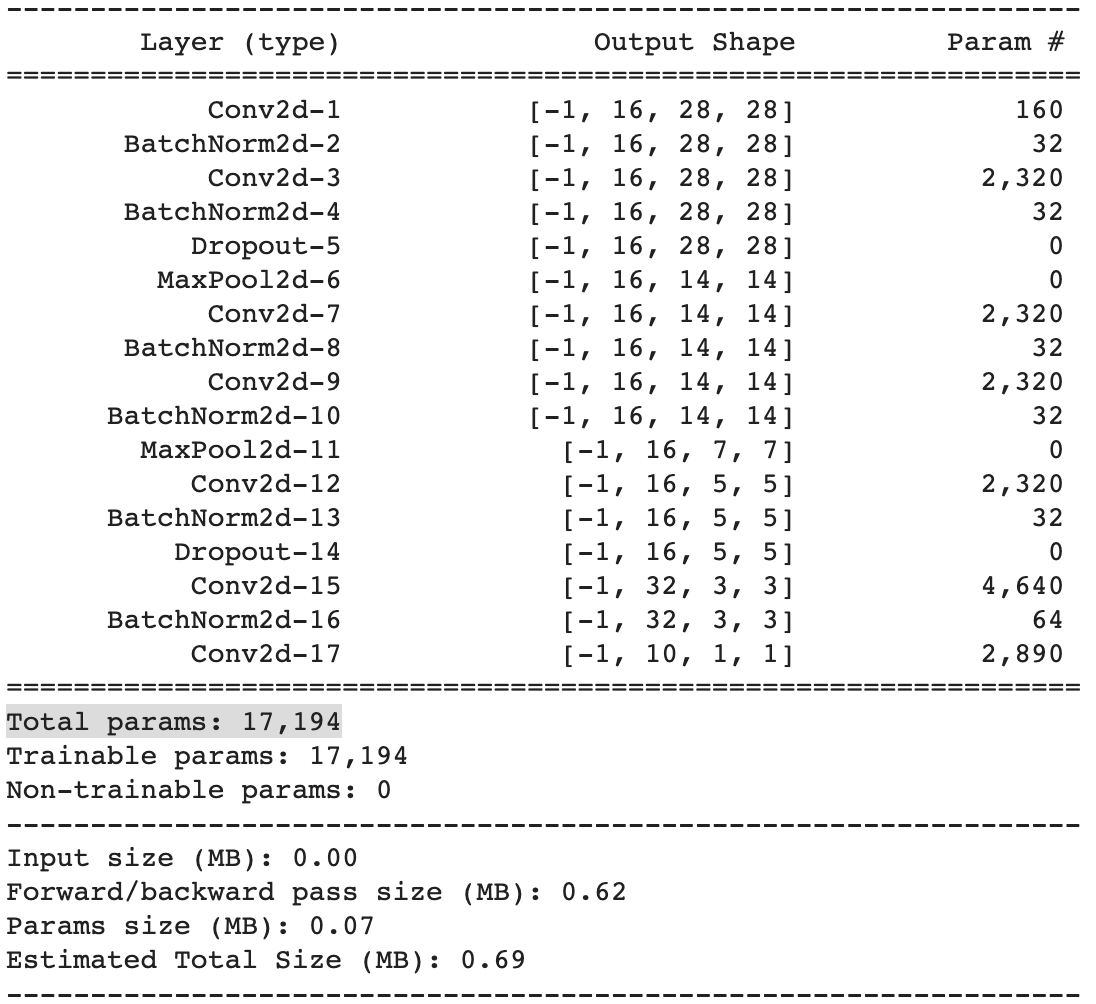 ----------------------------------------------------------------
Layer (type) Output Shape Param #
================================================================
Conv2d-1 [-1, 16, 28, 28] 160
BatchNorm2d-2 [-1, 16, 28, 28] 32
Conv2d-3 [-1, 16, 28, 28] 2,320
BatchNorm2d-4 [-1, 16, 28, 28] 32
Dropout-5 [-1, 16, 28, 28] 0
MaxPool2d-6 [-1, 16, 14, 14] 0
Conv2d-7 [-1, 16, 14, 14] 2,320
BatchNorm2d-8 [-1, 16, 14, 14] 32
Conv2d-9 [-1, 16, 14, 14] 2,320
BatchNorm2d-10 [-1, 16, 14, 14] 32
MaxPool2d-11 [-1, 16, 7, 7] 0
Conv2d-12 [-1, 16, 5, 5] 2,320
BatchNorm2d-13 [-1, 16, 5, 5] 32
Dropout-14 [-1, 16, 5, 5] 0
Conv2d-15 [-1, 32, 3, 3] 4,640
BatchNorm2d-16 [-1, 32, 3, 3] 64
Conv2d-17 [-1, 10, 1, 1] 2,890
================================================================
Total params: 17,194
Trainable params: 17,194
Non-trainable params: 0
----------------------------------------------------------------
Input size (MB): 0.00
Forward/backward pass size (MB): 0.62
Params size (MB): 0.07
Estimated Total Size (MB): 0.69
----------------------------------------------------------------